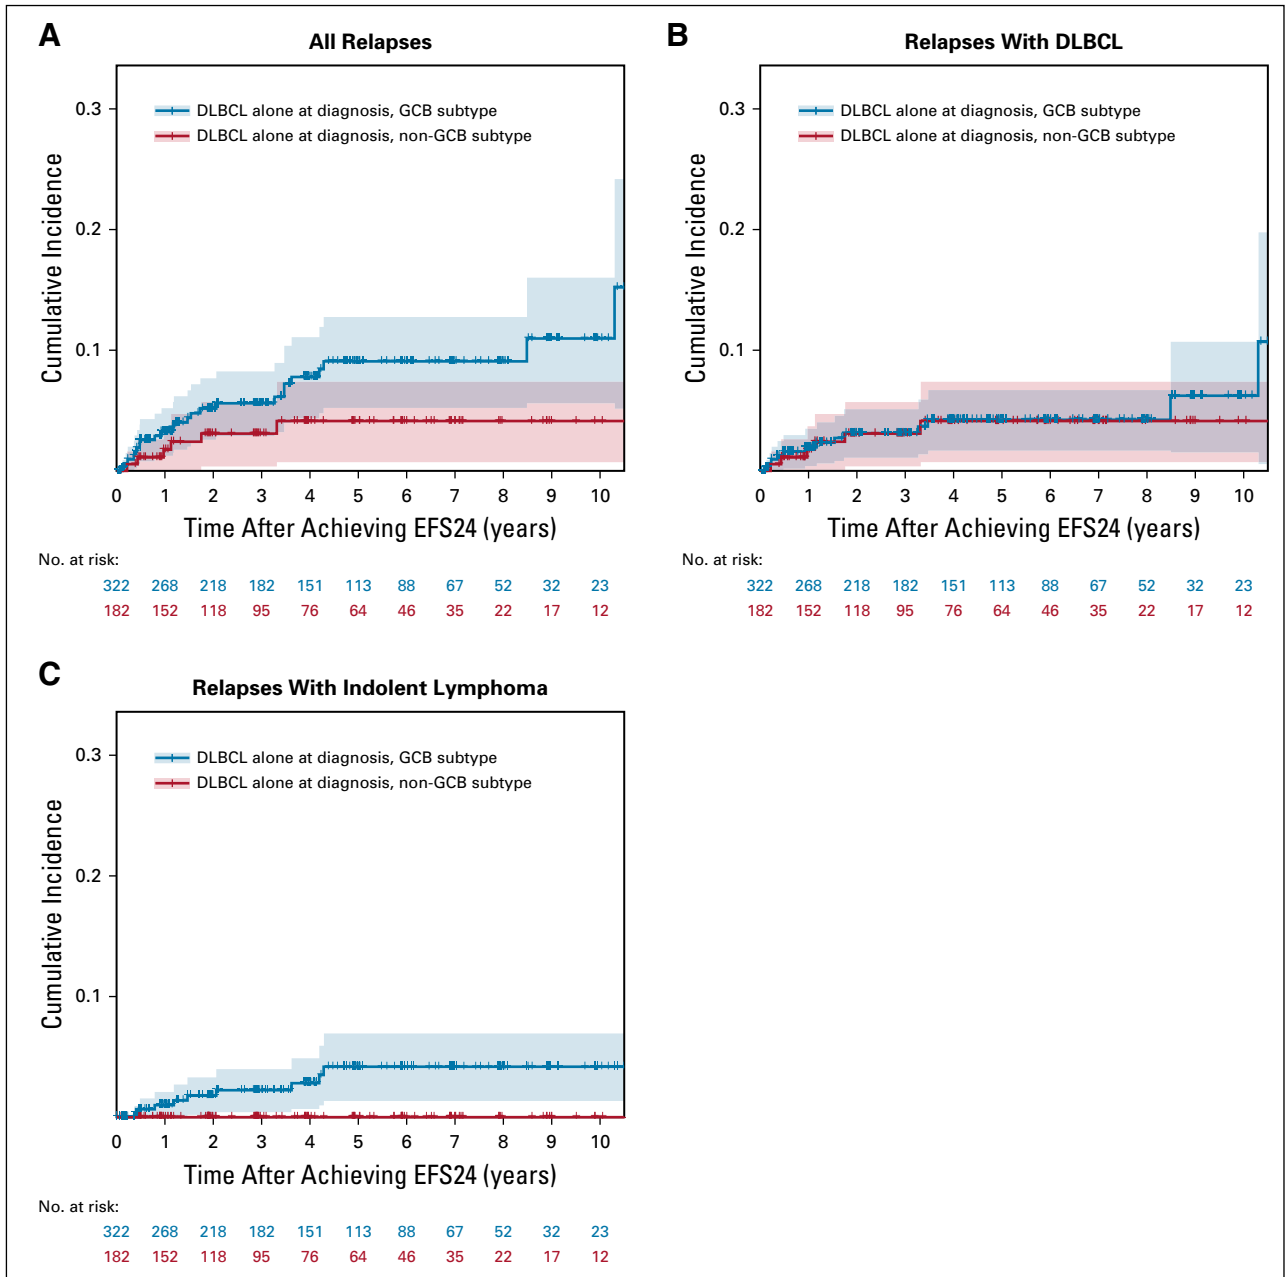 A
All Relapses
0.3
0.2
0.1
Cumulative Incidence
DLBCL alone at diagnosis, GCB subtype
DLBCL alone at diagnosis, non-GCB subtype
0 1 2 3 4 5 6 7 8 9 10
Time After Achieving EFS24 (years)
No. at risk:
322 268 218 182 151 113 88 67 52 32 23
182 152 118 95 76 64 46 35 22 17 12
B
Relapses With DLBCL
0.3
0.2
0.1
Cumulative Incidence
DLBCL alone at diagnosis, GCB subtype
DLBCL alone at diagnosis, non-GCB subtype
0 1 2 3 4 5 6 7 8 9 10
Time After Achieving EFS24 (years)
No. at risk:
322 268 218 182 151 113 88 67 52 32 23
182 152 118 95 76 64 46 35 22 17 12
C
Relapses With Indolent Lymphoma
0.3
0.2
0.1
Cumulative Incidence
DLBCL alone at diagnosis, GCB subtype
DLBCL alone at diagnosis, non-GCB subtype
0 1 2 3 4 5 6 7 8 9 10
Time After Achieving EFS24 (years)
No. at risk:
322 268 218 182 151 113 88 67 52 32 23
182 152 118 95 76 64 46 35 22 17 12